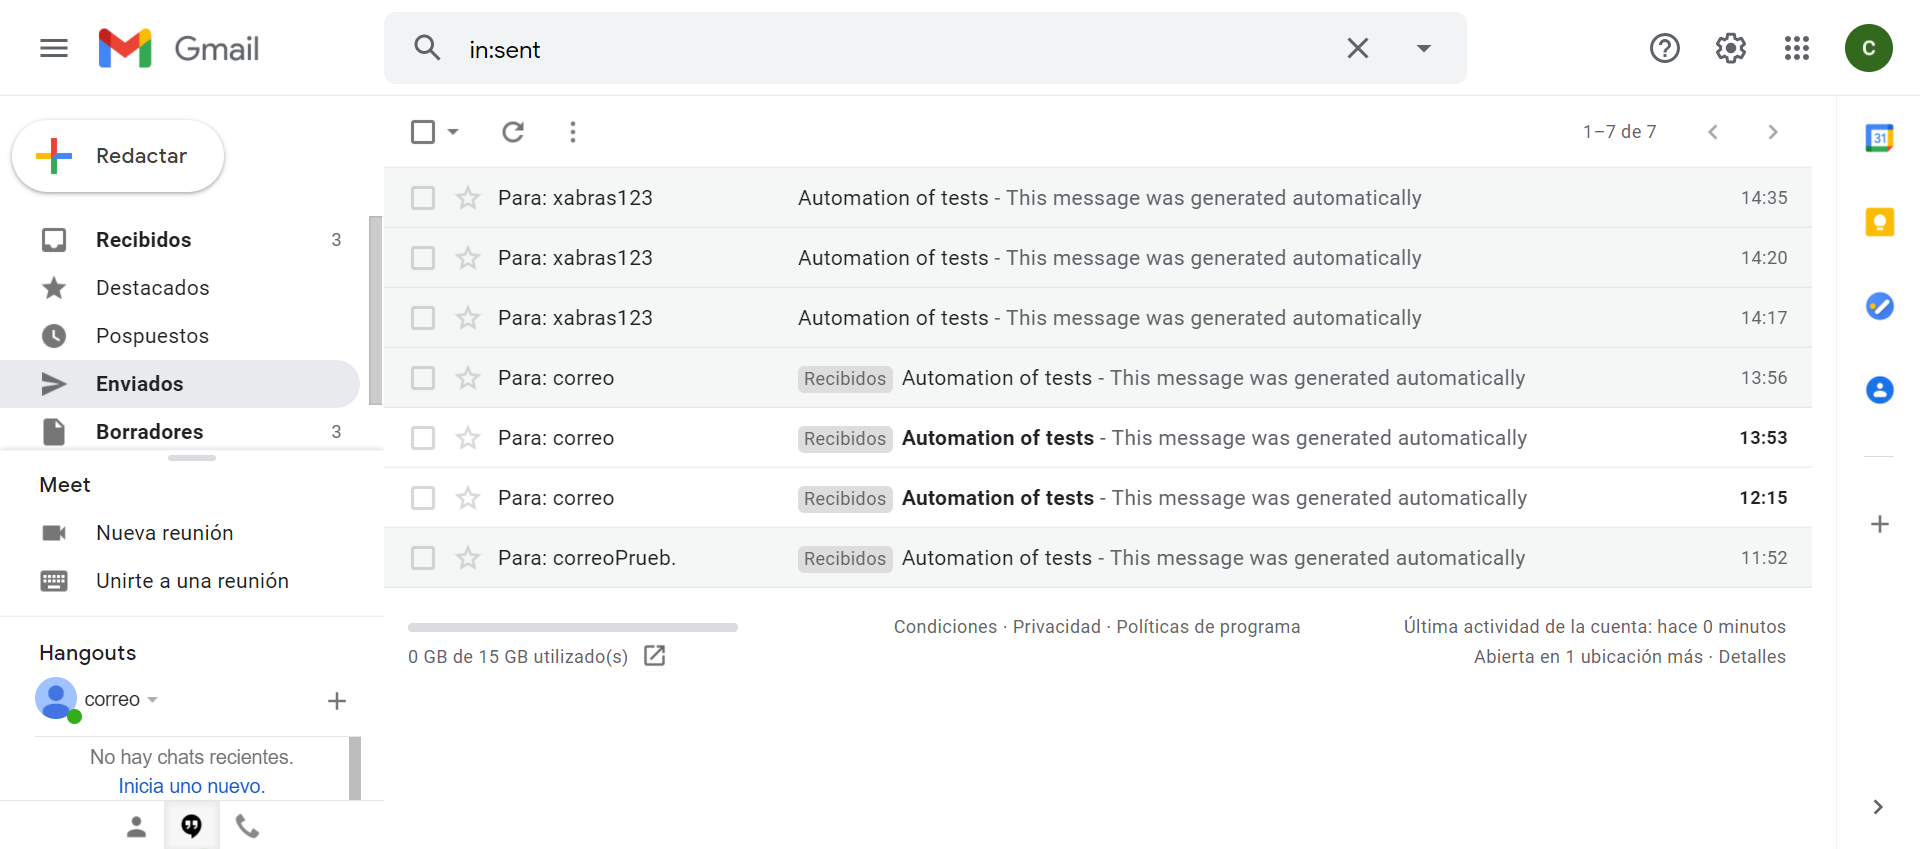 Gmail
in:sent
C
Redactar
1–7 de 7
31
Recibidos 3
Destacados
Pospuestos
Enviados
Borradores 3
Para: xabras123 Automation of tests - This message was generated automatically 14:35
Para: xabras123 Automation of tests - This message was generated automatically 14:20
Para: xabras123 Automation of tests - This message was generated automatically 14:17
Para: correo Recibidos Automation of tests - This message was generated automatically 13:56
Para: correo Recibidos Automation of tests - This message was generated automatically 13:53
Para: correo Recibidos Automation of tests - This message was generated automatically 12:15
Para: correoPrueb. Recibidos Automation of tests - This message was generated automatically 11:52
Meet
Nueva reunión
Unirte a una reunión
Hangouts
correo
No hay chats recientes.
Inicia uno nuevo.
0 GB de 15 GB utilizado(s)
Condiciones · Privacidad · Políticas de programa
Última actividad de la cuenta: hace 0 minutos
Abierta en 1 ubicación más · Detalles